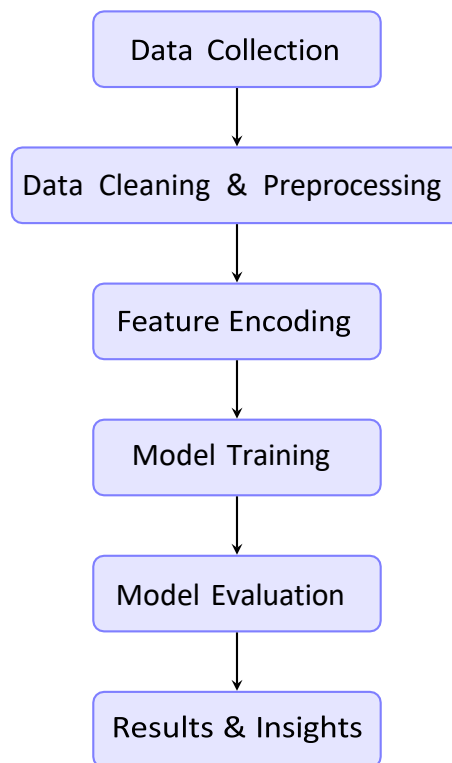 Data Collection
Data Cleaning & Preprocessing
Feature Encoding
Model Training
Model Evaluation
Results & Insights